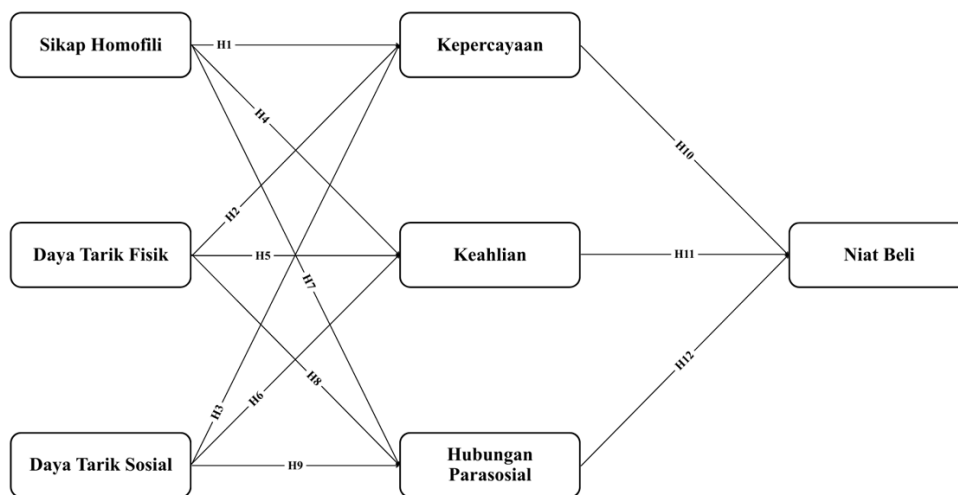 Sikap Homofili
H1
Kepercayaan
H4
H10
H2
Daya Tarik Fisik
H5
H7
Keahlian
H11
Niat Beli
H8
H6
H3
H12
Daya Tarik Sosial
H9
Hubungan
Parasosial